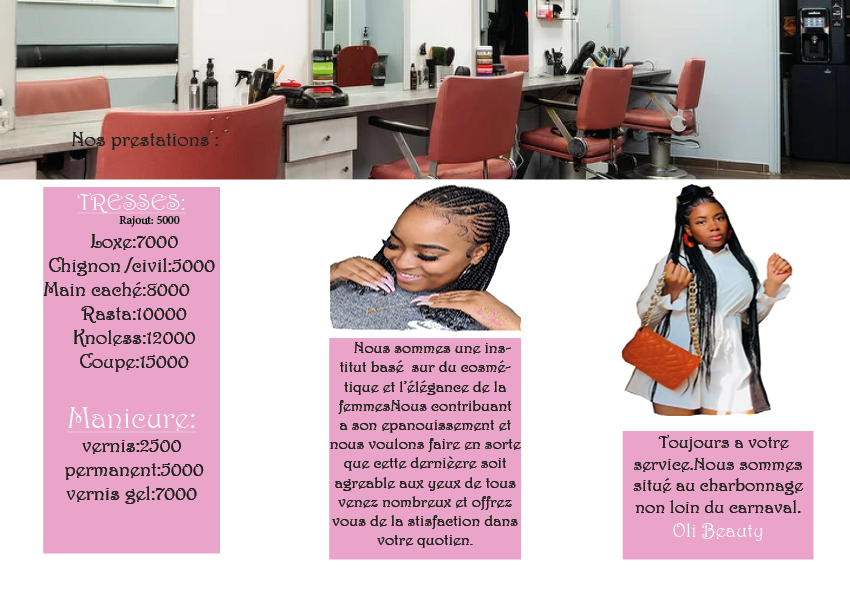 Nos prestations :
TRESSES:
Rajout: 5000
Loxe:7000
Chignon /civil:5000
Main caché:8000
Rasta:10000
Knoless:12000
Coupe:15000
Manicure:
vernis:2500
permanent:5000
vernis gel:7000
Nous sommes une ins-
titut basé sur du cosmé-
tique et l'élégance de la
femmesNous contribuant
a son epanouissement et
nous voulons faire en sorte
que cette dernièere soit
agreable aux yeux de tous
venez nombreux et offrez
vous de la stisfaction dans
votre quotien.
Toujours a votre
service.Nous sommes
situé au charbonnage
non loin du carnaval.
Oli Beauty